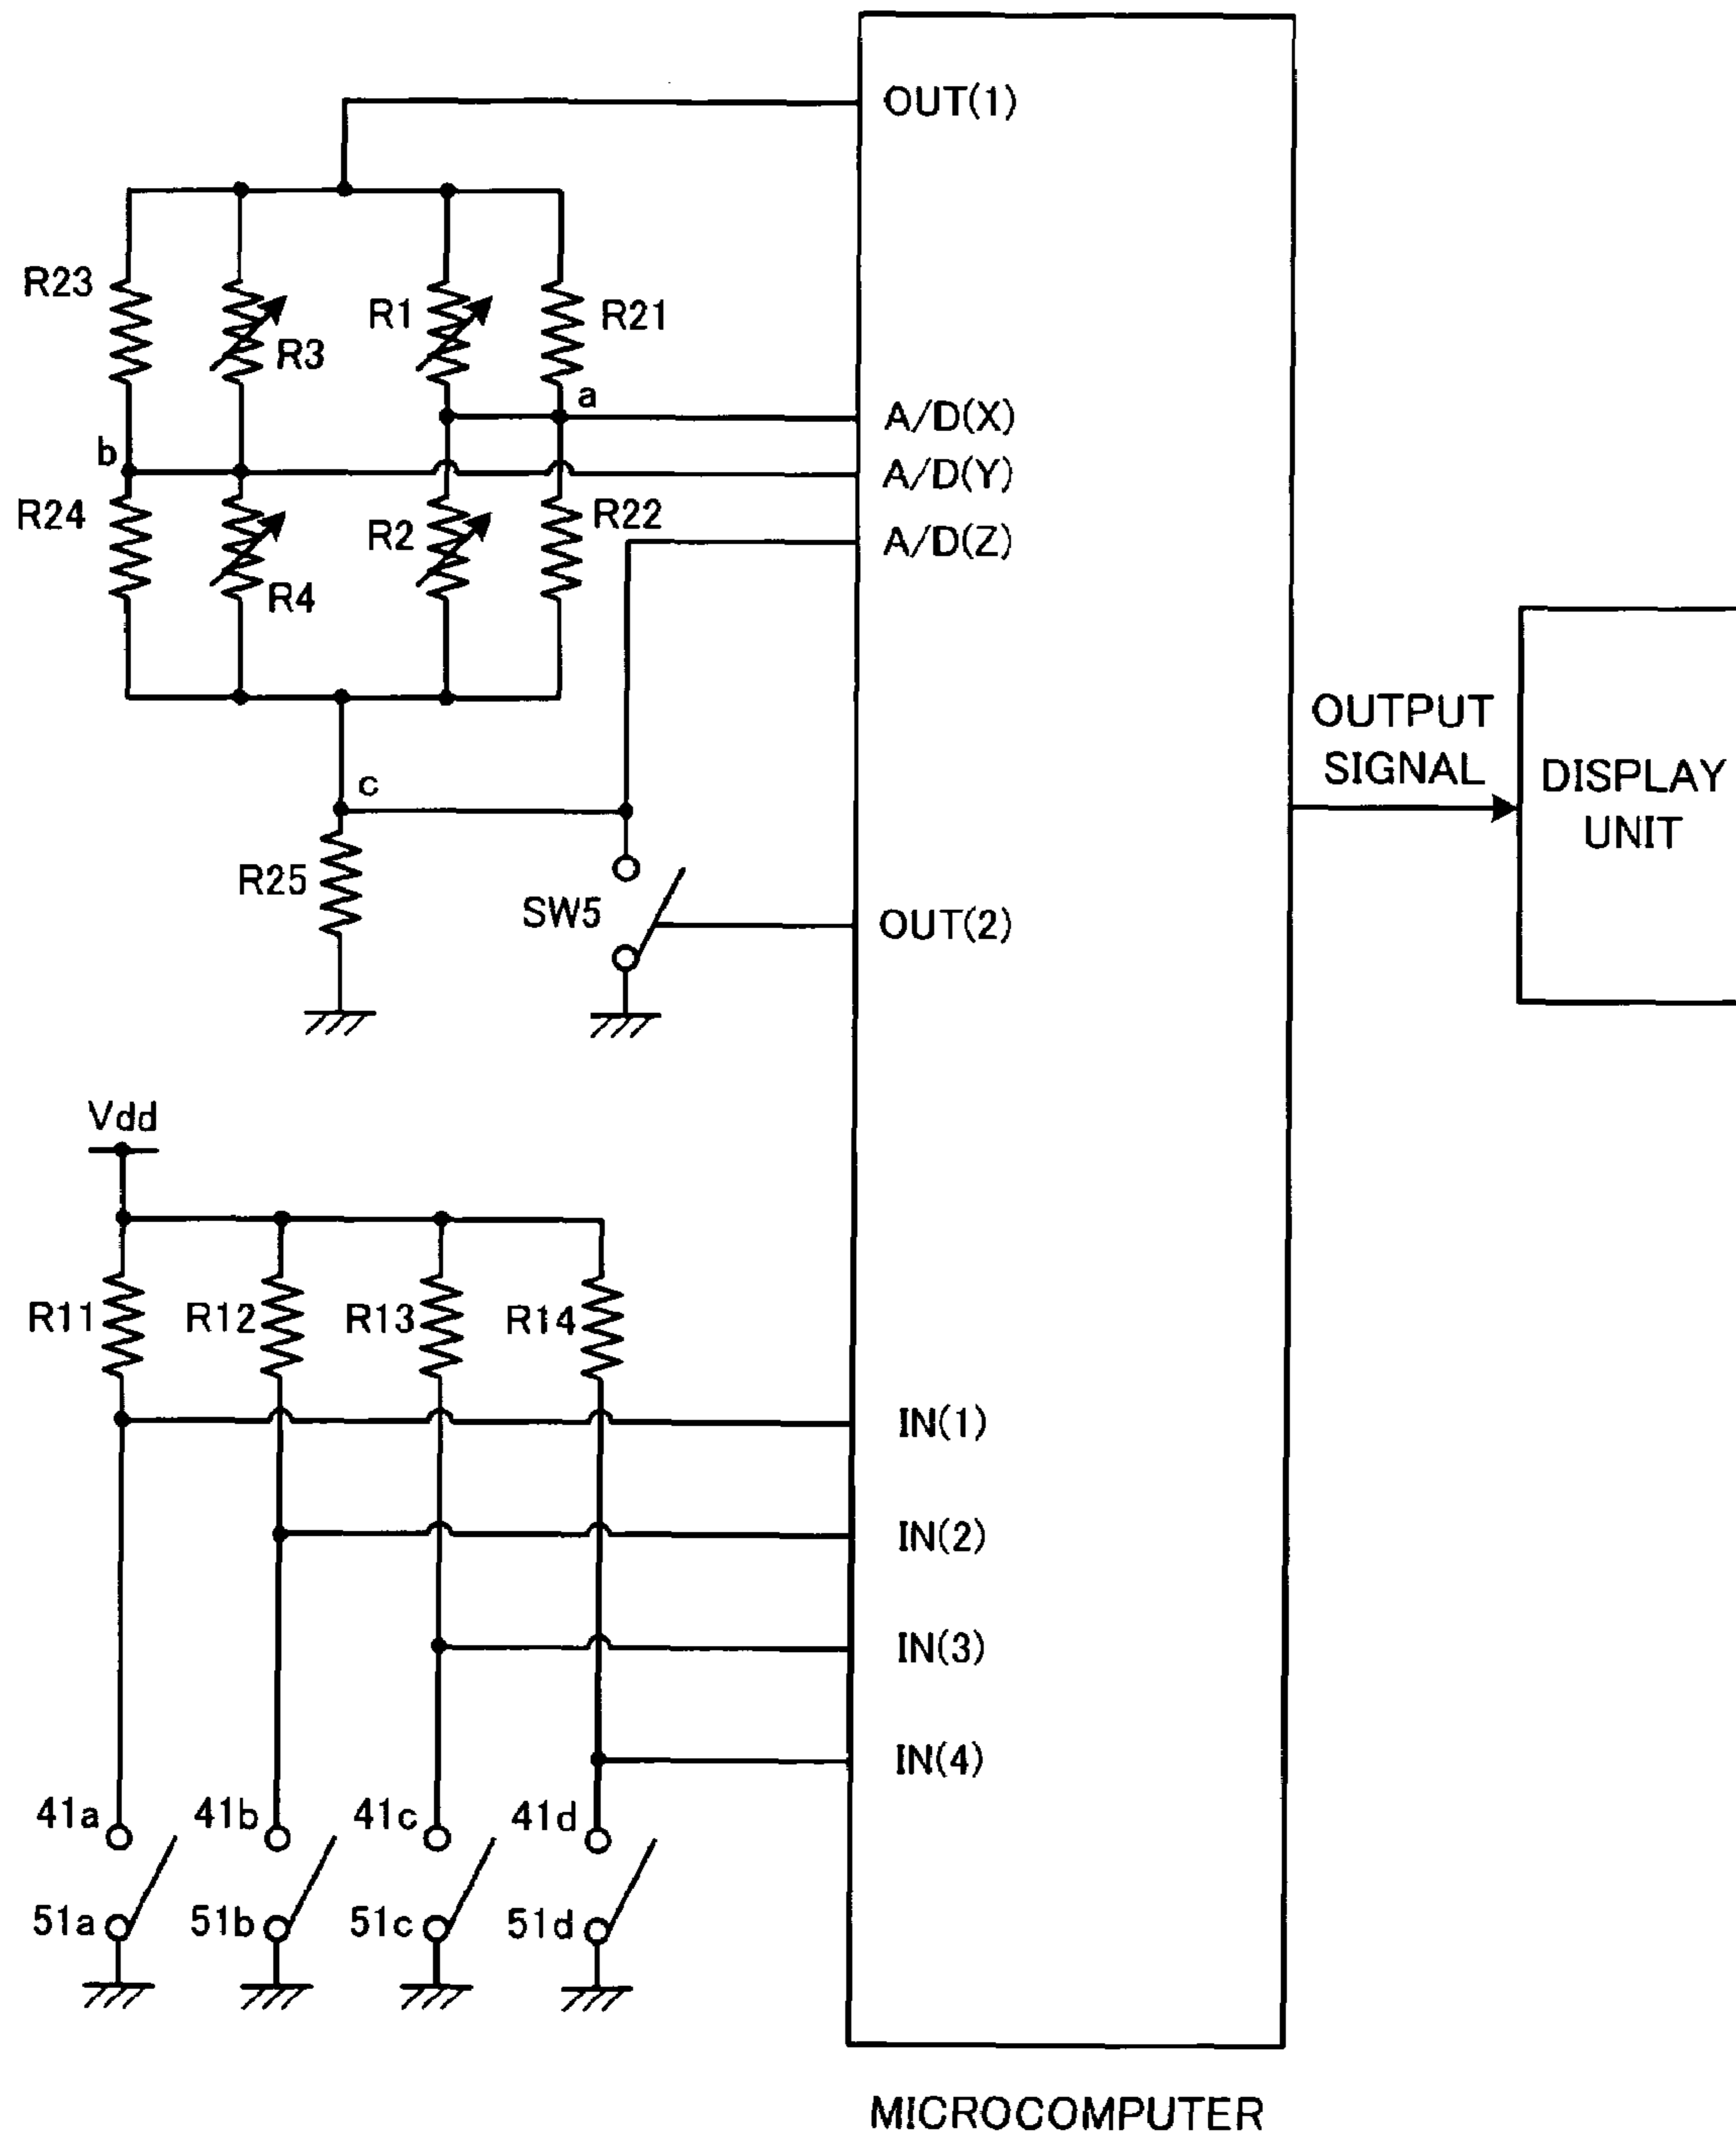 OUT(1)
R23
R3
R1
R21
a
A/D(X)
b
A/D(Y)
R24
R4
R2
R22
A/D(Z)
OUTPUT
SIGNAL
DISPLAY
UNIT
c
R25
SW5
OUT(2)
Vdd
R11
R12
R13
R14
IN(1)
IN(2)
IN(3)
IN(4)
41a
41b
41c
41d
51a
51b
51c
51d
MICROCOMPUTER